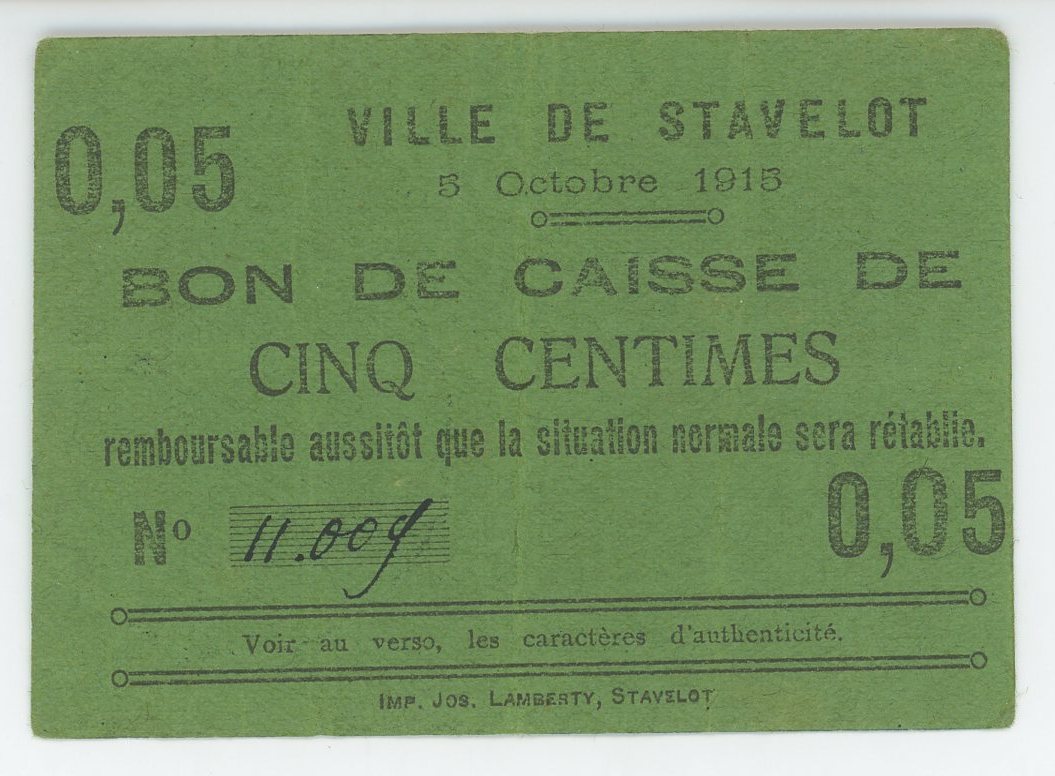 VILLE DE STAVELOT
0,05
5 Octobre 1915
BON DE CAISSE DE
CINQ CENTIMES
remboursable aussitôt que la situation normale sera rétablie.
0,05
Nº 11.009
Voir au verso, les caractères d'authenticité.
IMP. JOS. LAMBERTY, STAVELOT